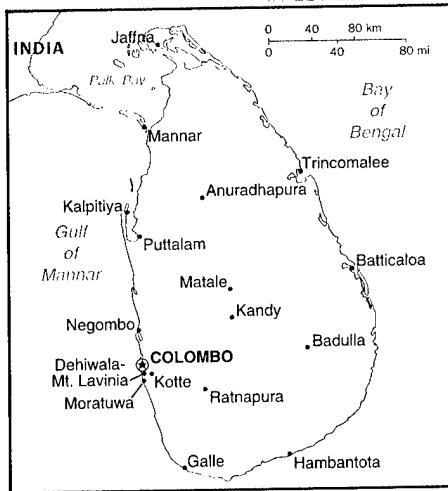 INDIA
Jaffna
0 40 80 km
0 40 80 mi
Palk Bay
Bay
of
Bengal
Mannar
Trincomalee
Anuradhapura
Kalpitiya
Gulf
of
Mannar
Puttalam
Batticaloa
Matale
Kandy
Negombo
Badulla
COLOMBO
Dehiwala-
Mt. Lavinia
Kotte
Moratuwa
Ratnapura
Galle
Hambantota